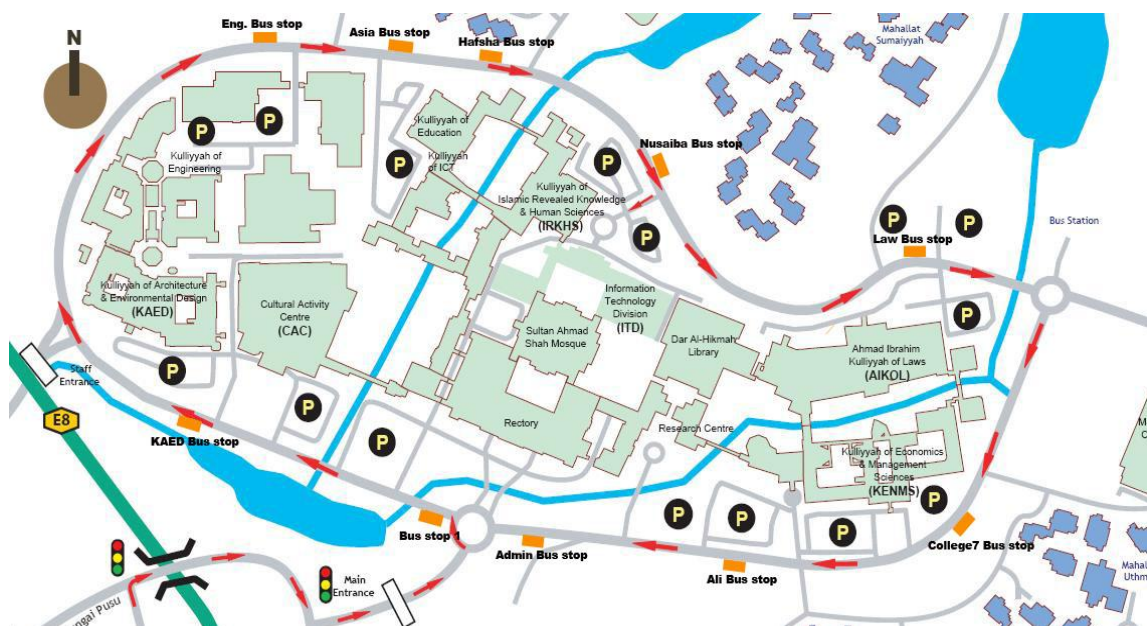 N
Eng. Bus stop
Asia Bus stop
Hafsha Bus stop
Mahallat
Sumaiyyah
P
P
Kulliyyah of
Engineering
Kulliyyah of
Education
P
Kulliyyah
of ICT
P
Nusaiba Bus stop
Kulliyyah of
Islamic Revealed Knowledge
& Human Sciences
(IRKHS)
P
P
P
Law Bus stop
Bus Station
Kulliyyah of Architecture
& Environmental Design
(KAED)
Cultural Activity
Centre
(CAC)
Information
Technology
Division
(ITD)
Sultan Ahmad
Shah Mosque
Dar Al-Hikmah
Library
P
Ahmad Ibrahim
Kulliyyah of Laws
(AIKOL)
Staff
Entrance
P
E8
KAED Bus stop
P
P
Rectory
Research Centre
Kulliyyah of Economics
& Management
Sciences
(KENMS)
P
P
P
P
Bus stop 1
Admin Bus stop
Ali Bus stop
College7 Bus stop
Main
Entrance
Uthm
ngai Pusu